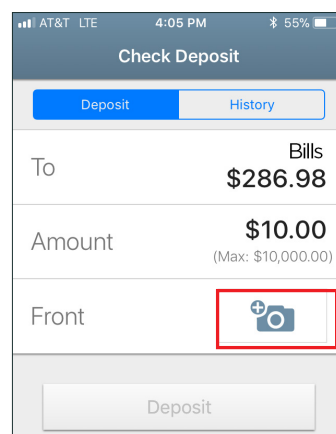 AT&T LTE 4:05 PM 55%
Check Deposit
Deposit History
To Bills
$286.98
Amount $10.00
(Max: $10,000.00)
Front
Deposit